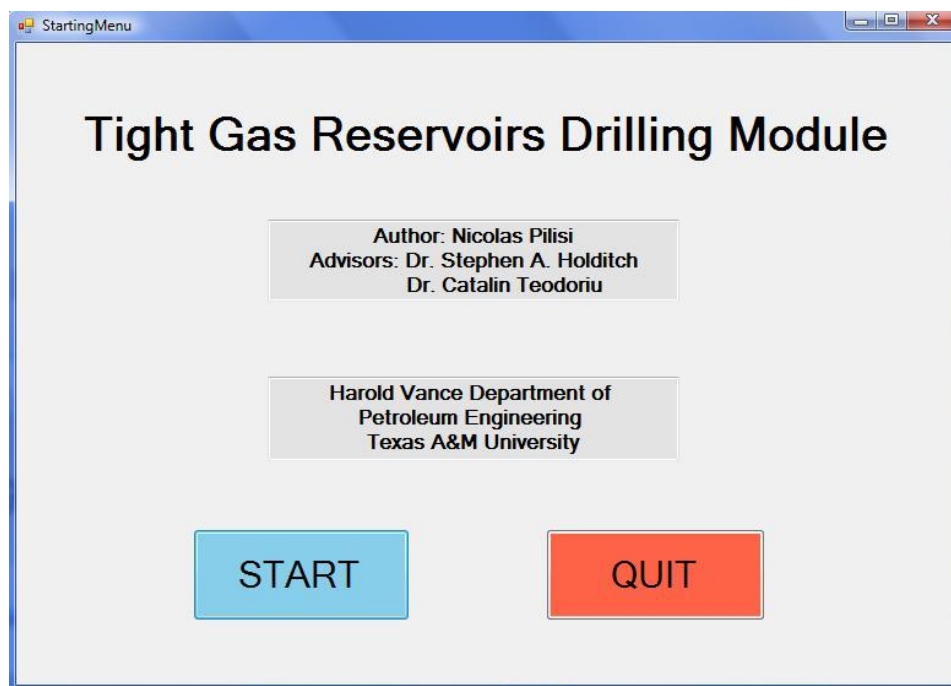 StartingMenu
Tight Gas Reservoirs Drilling Module
Author: Nicolas Pilisi
Advisors: Dr. Stephen A. Holditch
Dr. Catalin Teodoriu
Harold Vance Department of
Petroleum Engineering
Texas A&M University
START
QUIT